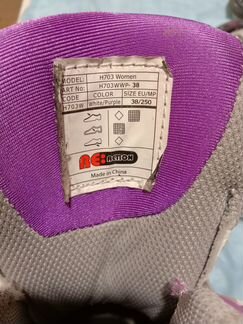 MODEL: H703 Women
ART No: H703WWP- 38
CODE COLOR SIZE EU/MP
H703W White/Purple 38/250
RE:ACTION
Made in China